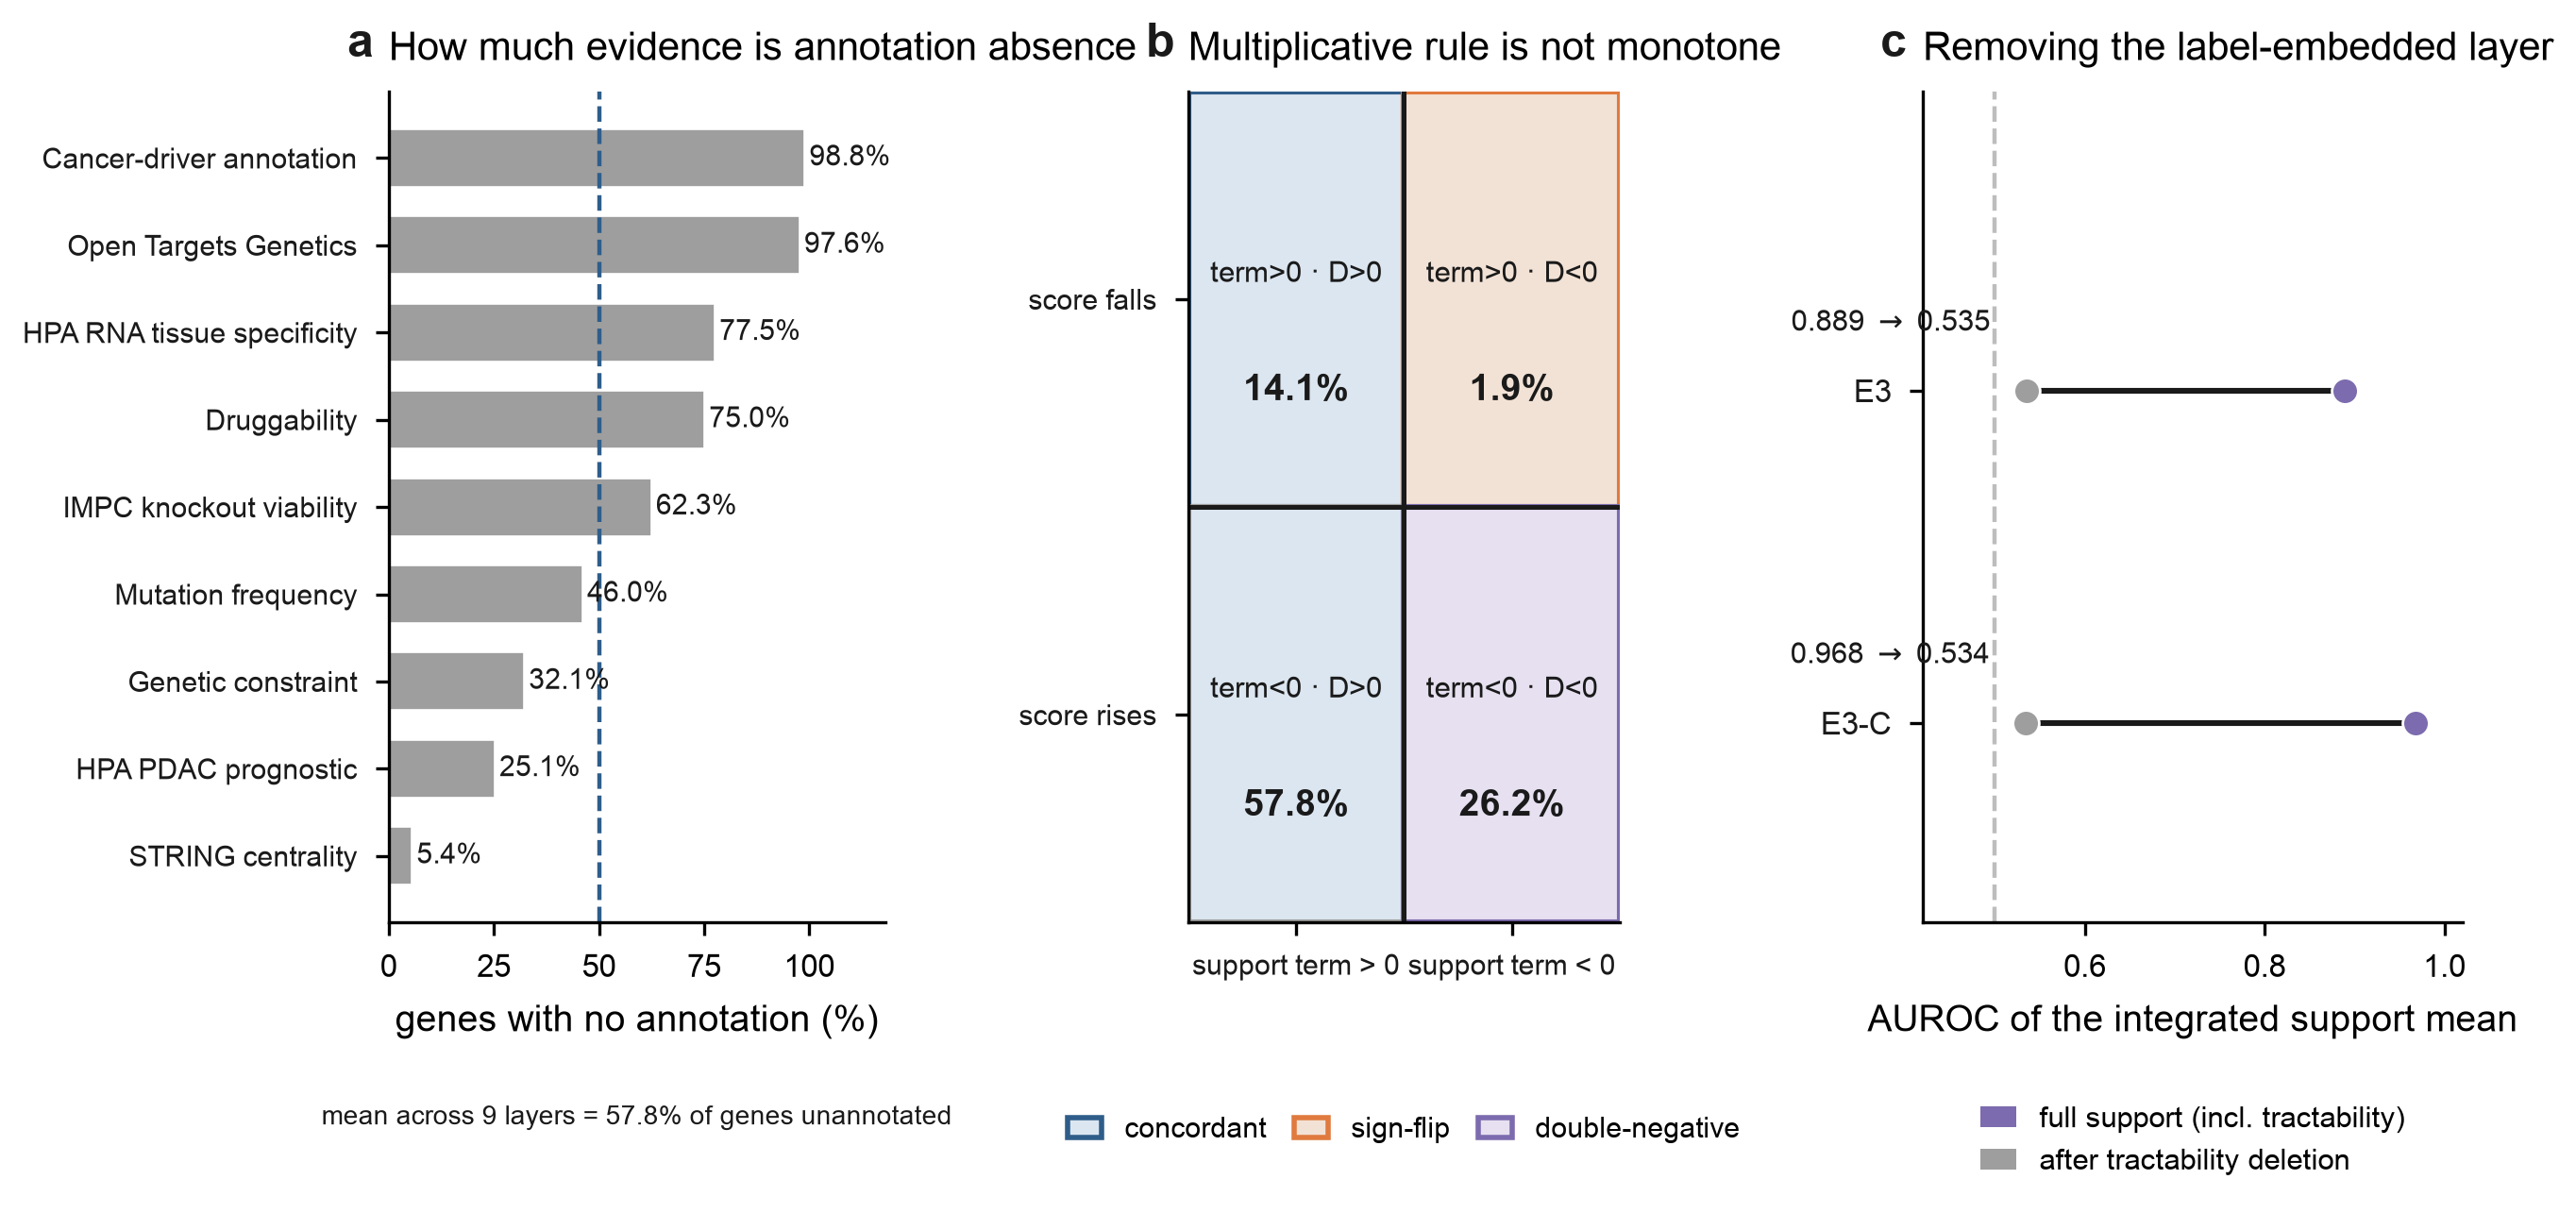 a How much evidence is annotation absence
Cancer-driver annotation
98.8%
Open Targets Genetics
97.6%
HPA RNA tissue specificity
77.5%
Druggability
75.0%
IMPC knockout viability
62.3%
Mutation frequency
46.0%
Genetic constraint
32.1%
HPA PDAC prognostic
25.1%
STRING centrality
5.4%
0 25 50 75 100
genes with no annotation (%)
mean across 9 layers = 57.8% of genes unannotated
b Multiplicative rule is not monotone
score falls
term>0 · D>0
14.1%
term>0 · D<0
1.9%
score rises
term<0 · D>0
57.8%
term<0 · D<0
26.2%
support term > 0 support term < 0
concordant sign-flip double-negative
c Removing the label-embedded layer
0.889 → 0.535
E3
0.968 → 0.534
E3-C
0.6 0.8 1.0
AUROC of the integrated support mean
full support (incl. tractability)
after tractability deletion